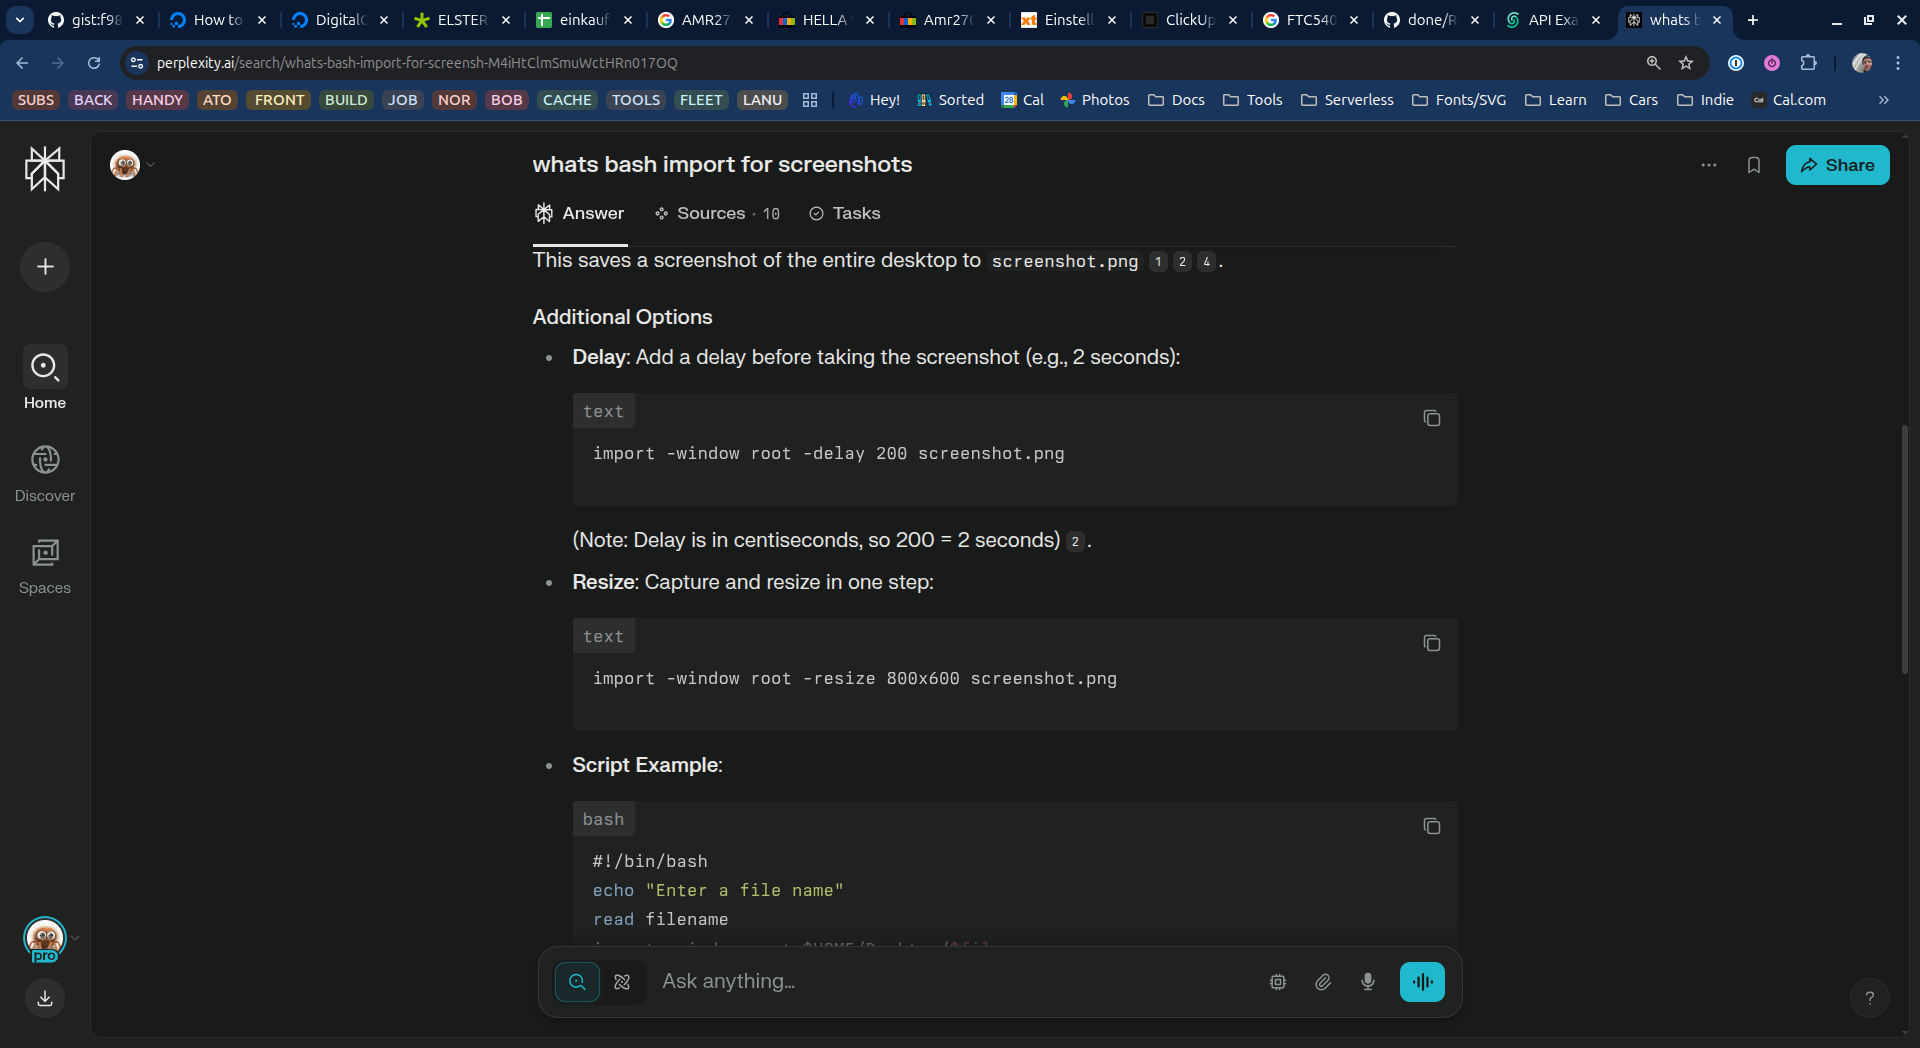 gist:f98
How to
DigitalO
ELSTER
einkauf
AMR27
HELLA
Amr270
Einstell
ClickUp
FTC540
done/R
API Exa
whats b
perplexity.ai/search/whats-bash-import-for-screensh-M4iHtClmSmuWctHRn017OQ
SUBS BACK HANDY ATO FRONT BUILD JOB NOR BOB CACHE TOOLS FLEET LANU Hey! Sorted Cal Photos Docs Tools Serverless Fonts/SVG Learn Cars Indie Cal.com »
whats bash import for screenshots
Share
Answer Sources · 10 Tasks
This saves a screenshot of the entire desktop to screenshot.png 1 2 4 .
Additional Options
• Delay: Add a delay before taking the screenshot (e.g., 2 seconds):
text
import -window root -delay 200 screenshot.png
(Note: Delay is in centiseconds, so 200 = 2 seconds) 2 .
• Resize: Capture and resize in one step:
text
import -window root -resize 800x600 screenshot.png
• Script Example:
bash
#!/bin/bash
echo "Enter a file name"
read filename
Ask anything...
Home
Discover
Spaces
pro
?